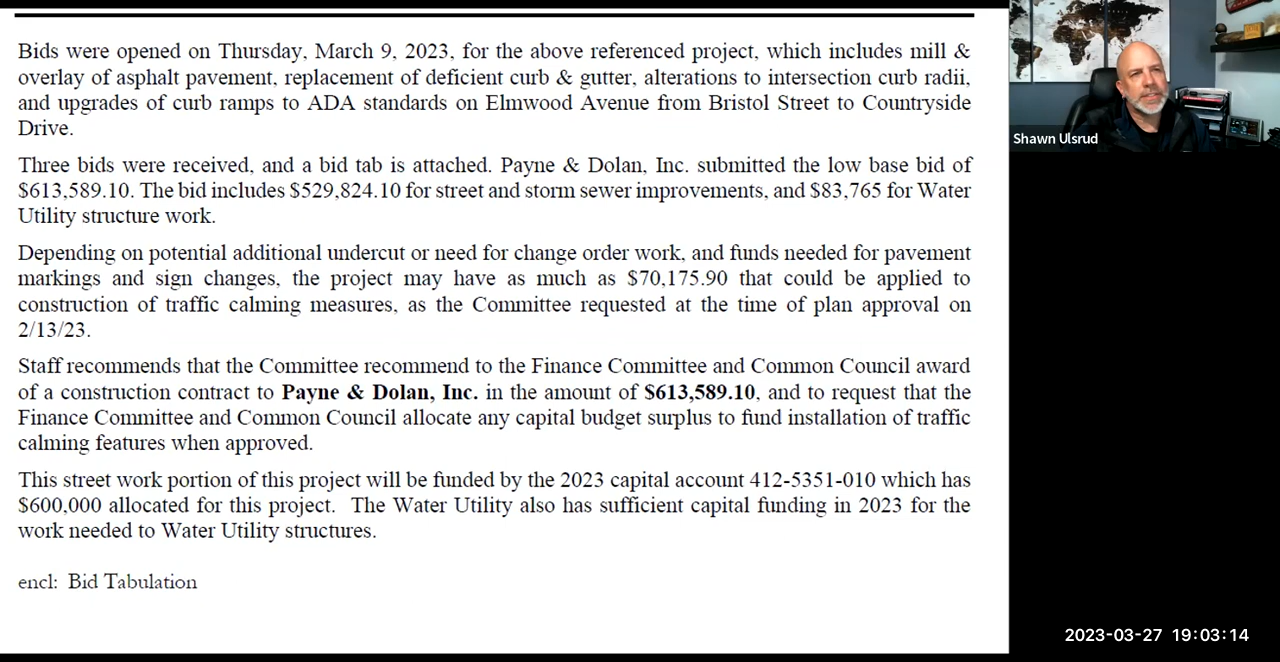 Bids were opened on Thursday, March 9, 2023, for the above referenced project, which includes mill &
overlay of asphalt pavement, replacement of deficient curb & gutter, alterations to intersection curb radii,
and upgrades of curb ramps to ADA standards on Elmwood Avenue from Bristol Street to Countryside
Drive.
Three bids were received, and a bid tab is attached. Payne & Dolan, Inc. submitted the low base bid of
$613,589.10. The bid includes $529,824.10 for street and storm sewer improvements, and $83,765 for Water
Utility structure work.
Depending on potential additional undercut or need for change order work, and funds needed for pavement
markings and sign changes, the project may have as much as $70,175.90 that could be applied to
construction of traffic calming measures, as the Committee requested at the time of plan approval on
2/13/23.
Staff recommends that the Committee recommend to the Finance Committee and Common Council award
of a construction contract to Payne & Dolan, Inc. in the amount of $613,589.10, and to request that the
Finance Committee and Common Council allocate any capital budget surplus to fund installation of traffic
calming features when approved.
This street work portion of this project will be funded by the 2023 capital account 412-5351-010 which has
$600,000 allocated for this project.  The Water Utility also has sufficient capital funding in 2023 for the
work needed to Water Utility structures.
encl:  Bid Tabulation
Shawn Ulsrud
2023-03-27 19:03:14